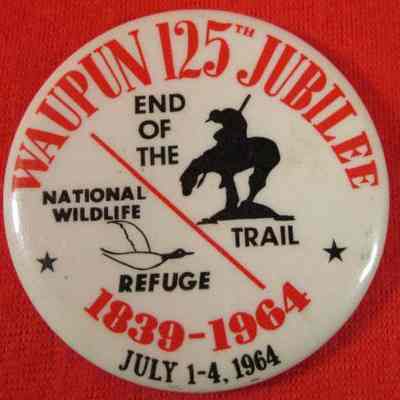 WAUPUN 125TH JUBILEE
END
OF
THE
TRAIL
NATIONAL
WILDLIFE
REFUGE
1839-1964
JULY 1-4, 1964